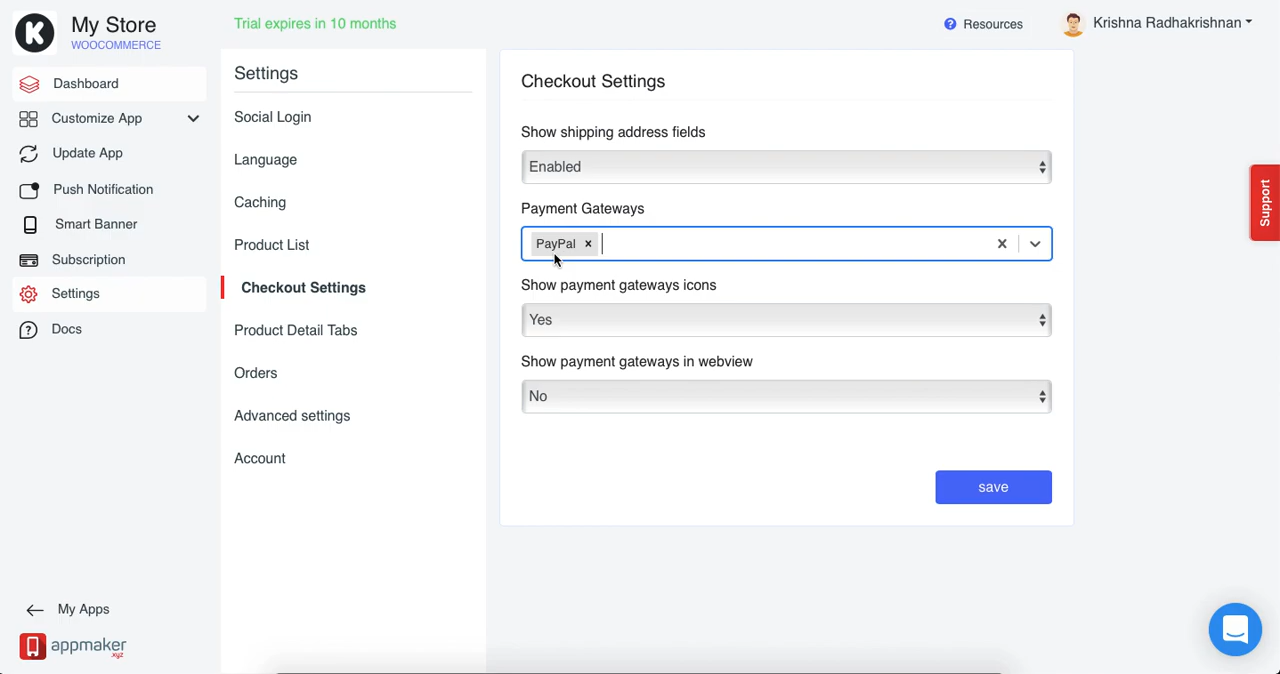 K
My Store
WOOCOMMERCE
Dashboard
Customize App
Update App
Push Notification
Smart Banner
Subscription
Settings
Docs
My Apps
appmaker
xyz
Trial expires in 10 months
Resources
Krishna Radhakrishnan
Settings
Social Login
Language
Caching
Product List
Checkout Settings
Product Detail Tabs
Orders
Advanced settings
Account
Checkout Settings
Show shipping address fields
Enabled
Payment Gateways
PayPal
Show payment gateways icons
Yes
Show payment gateways in webview
No
save
Support